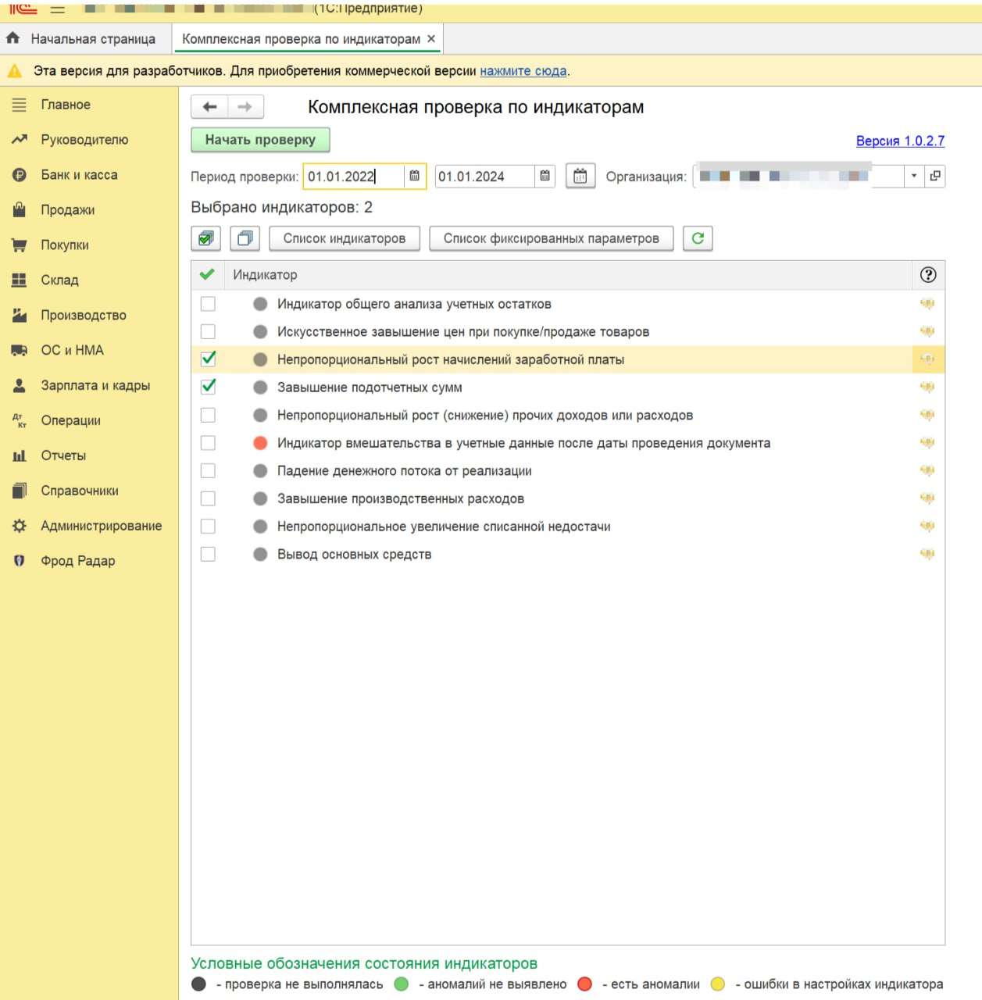 1С (1С:Предприятие)
Начальная страница
Комплексная проверка по индикаторам ×
Эта версия для разработчиков. Для приобретения коммерческой версии нажмите сюда.
Главное
Руководителю
Банк и касса
Продажи
Покупки
Склад
Производство
ОС и НМА
Зарплата и кадры
Дт Кт Операции
Отчеты
Справочники
Администрирование
Фрод Радар
Комплексная проверка по индикаторам
Начать проверку
Версия 1.0.2.7
Период проверки: 01.01.2022 01.01.2024 Организация:
Выбрано индикаторов: 2
Список индикаторов Список фиксированных параметров
Индикатор ?
Индикатор общего анализа учетных остатков
Искусственное завышение цен при покупке/продаже товаров
Непропорциональный рост начислений заработной платы
Завышение подотчетных сумм
Непропорциональный рост (снижение) прочих доходов или расходов
Индикатор вмешательства в учетные данные после даты проведения документа
Падение денежного потока от реализации
Завышение производственных расходов
Непропорциональное увеличение списанной недостачи
Вывод основных средств
Условные обозначения состояния индикаторов
- проверка не выполнялась - аномалий не выявлено - есть аномалии - ошибки в настройках индикатора